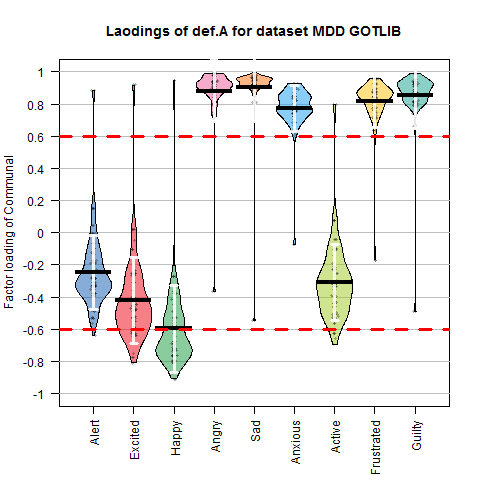 Laodings of def.A for dataset MDD GOTLIB
Factor loading of Communal
1
0.8
0.6
0.4
0.2
0
-0.2
-0.4
-0.6
-0.8
-1
Alert
Excited
Happy
Angry
Sad
Anxious
Active
Frustrated
Guilty